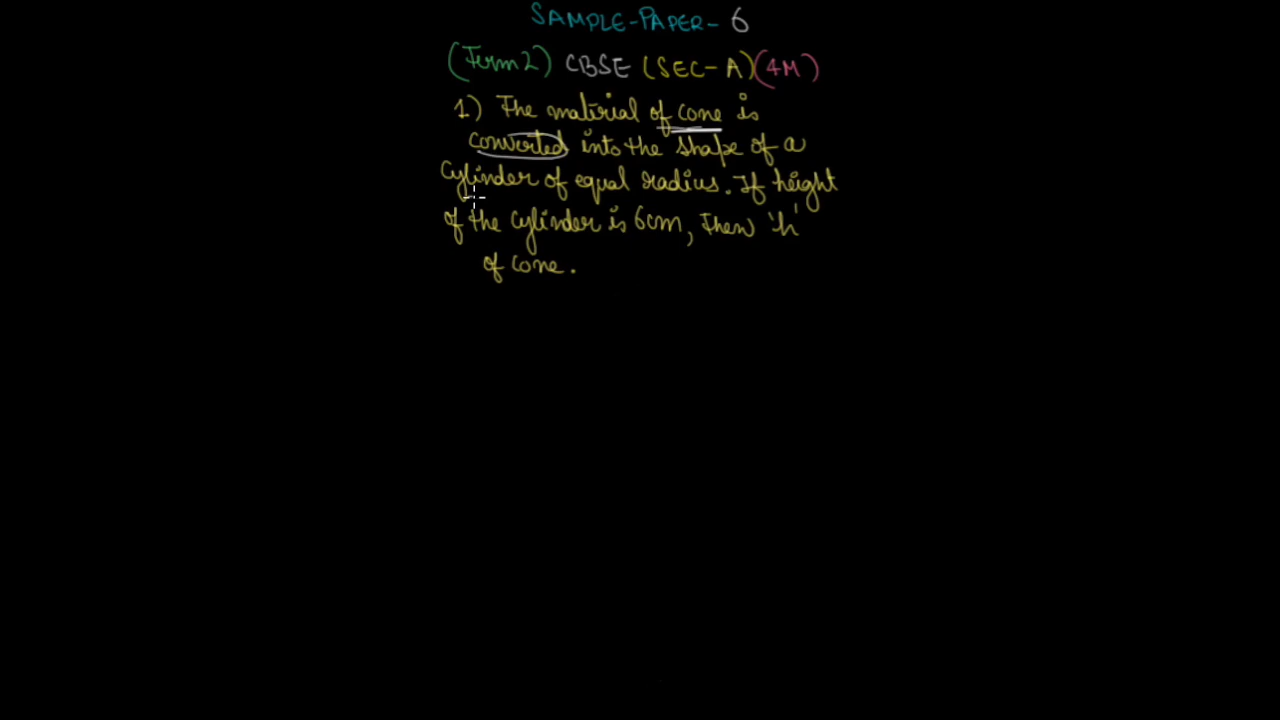 SAMPLE-PAPER-6
(Term2) CBSE (SEC-A)(4M)
1) The material of cone is
converted into the shape of a
cylinder of equal radius. If height
of the cylinder is 6cm, then 'h'
of cone.